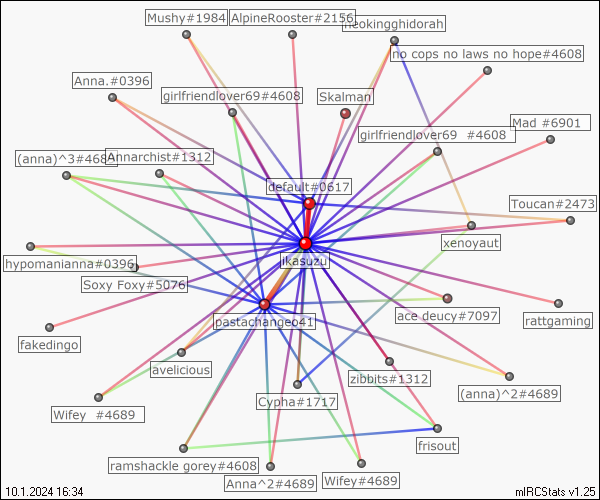 Mushy#1984
AlpineRooster#2156
neokingghidorah
no cops no laws no hope#4608
Anna.#0396
girlfriendlover69#4608
Skalman
Mad #6901
girlfriendlover69 #4608
(anna)^3#4689
Annarchist#1312
default#0617
Toucan#2473
xenoyaut
ikasuzu
hypomanianna#0396
Soxy Foxy#5076
pastachangeo41
ace deucy#7097
rattgaming
fakedingo
avelicious
zibbits#1312
(anna)^2#4689
Cypha#1717
Wifey #4689
frisout
ramshackle gorey#4608
Anna^2#4689
Wifey#4689
10.1.2024 16:34
mIRCStats v1.25